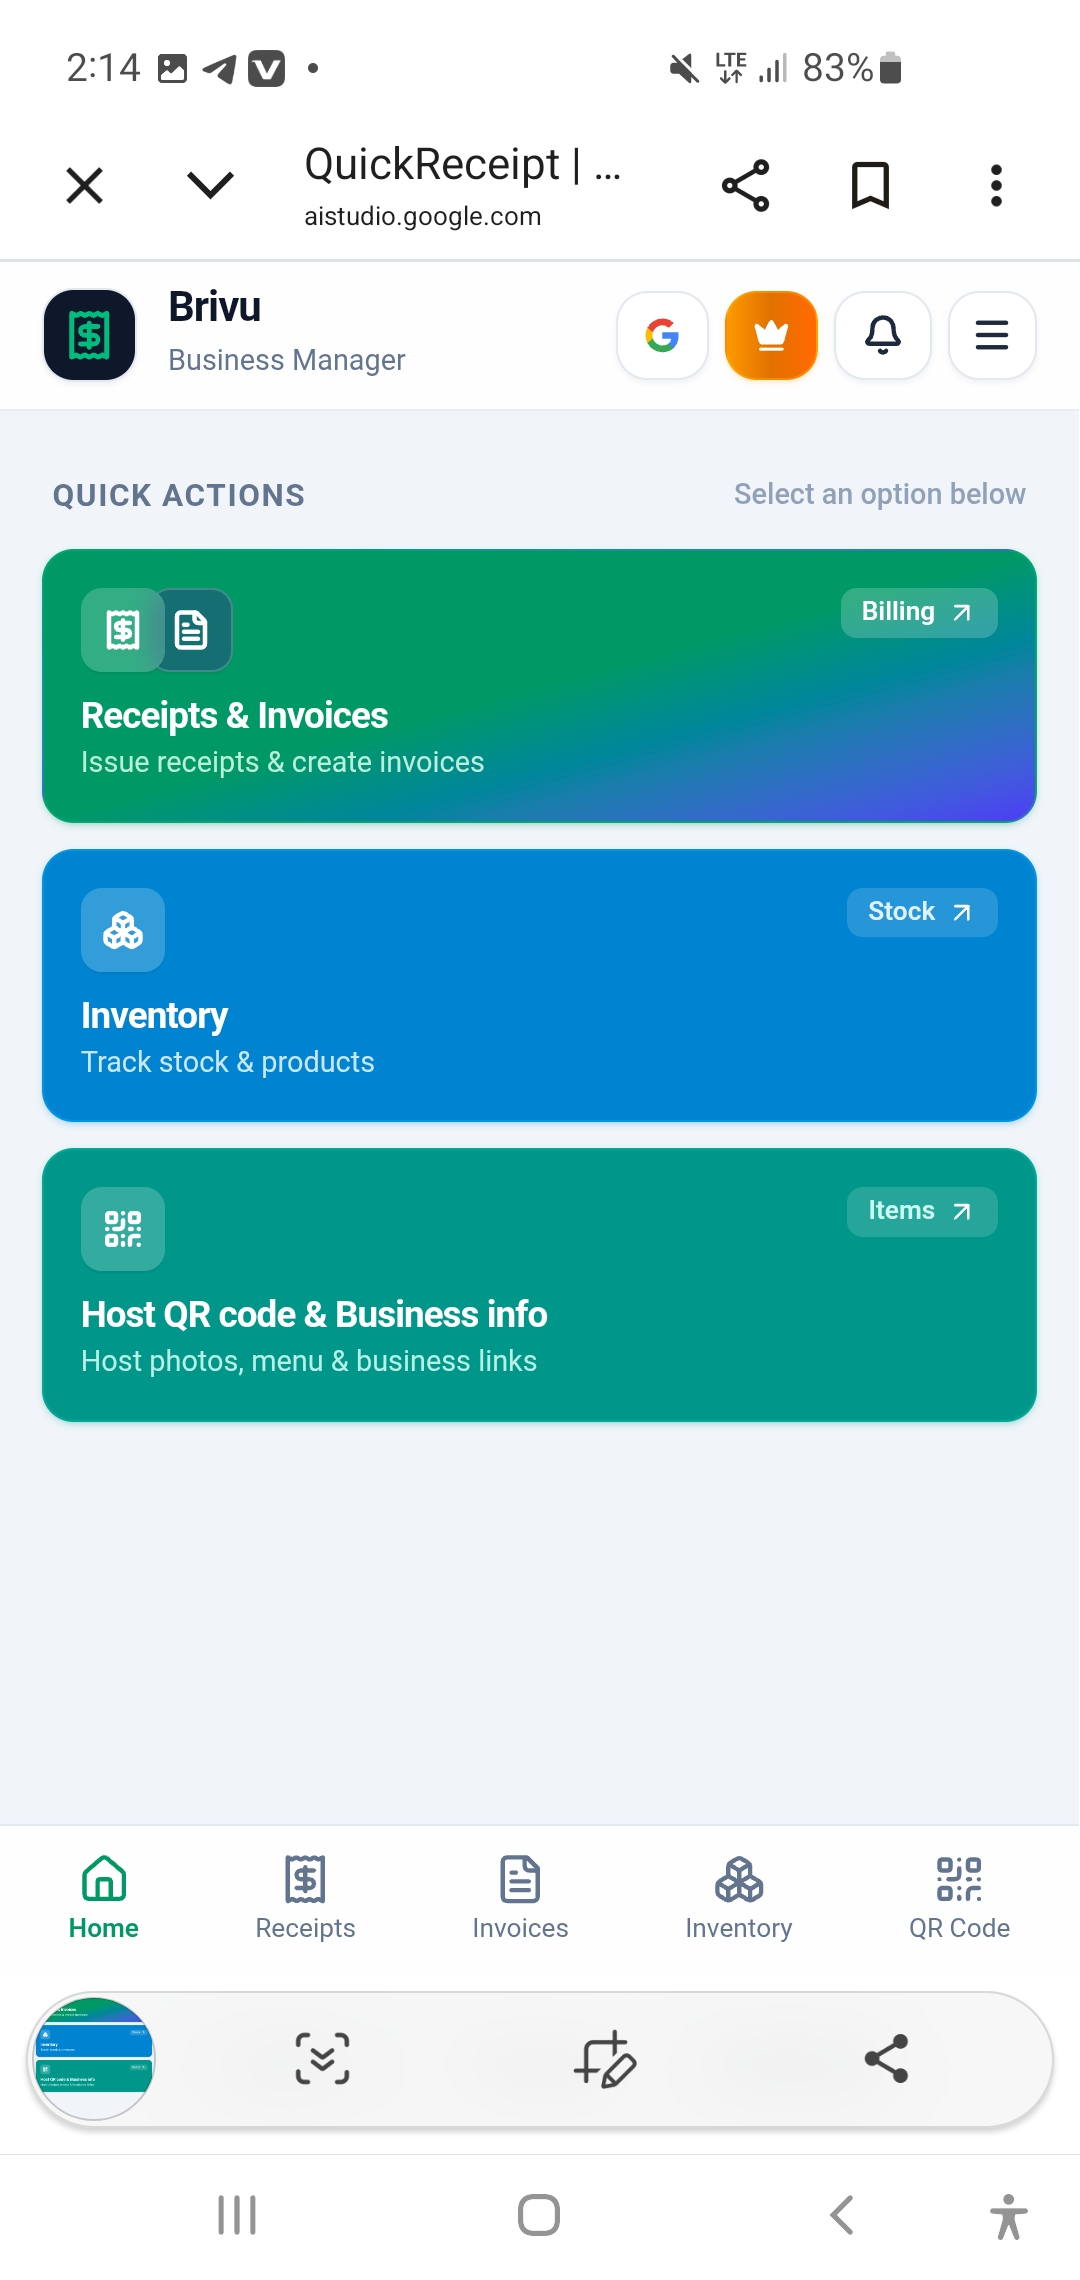 2:14
LTE
83%
QuickReceipt | ...
aistudio.google.com
Brivu
Business Manager
QUICK ACTIONS
Select an option below
Billing
Receipts & Invoices
Issue receipts & create invoices
Stock
Inventory
Track stock & products
Items
Host QR code & Business info
Host photos, menu & business links
Home
Receipts
Invoices
Inventory
QR Code